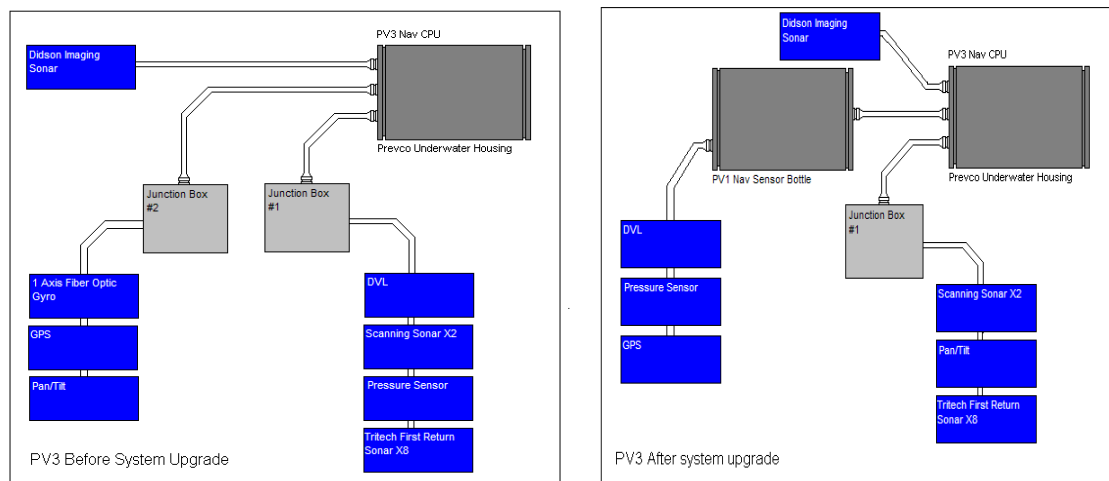 Didson Imaging
Sonar
PV3 Nav CPU
Prevco Underwater Housing
Junction Box
#2
Junction Box
#1
1 Axis Fiber Optic
Gyro
GPS
Pan/Tilt
DVL
Scanning Sonar X2
Pressure Sensor
Tritech First Return
Sonar X8
PV3 Before System Upgrade
Didson Imaging
Sonar
PV3 Nav CPU
PV1 Nav Sensor Bottle
Prevco Underwater Housing
Junction Box
#1
DVL
Pressure Sensor
GPS
Scanning Sonar X2
Pan/Tilt
Tritech First Return
Sonar X8
PV3 After system upgrade